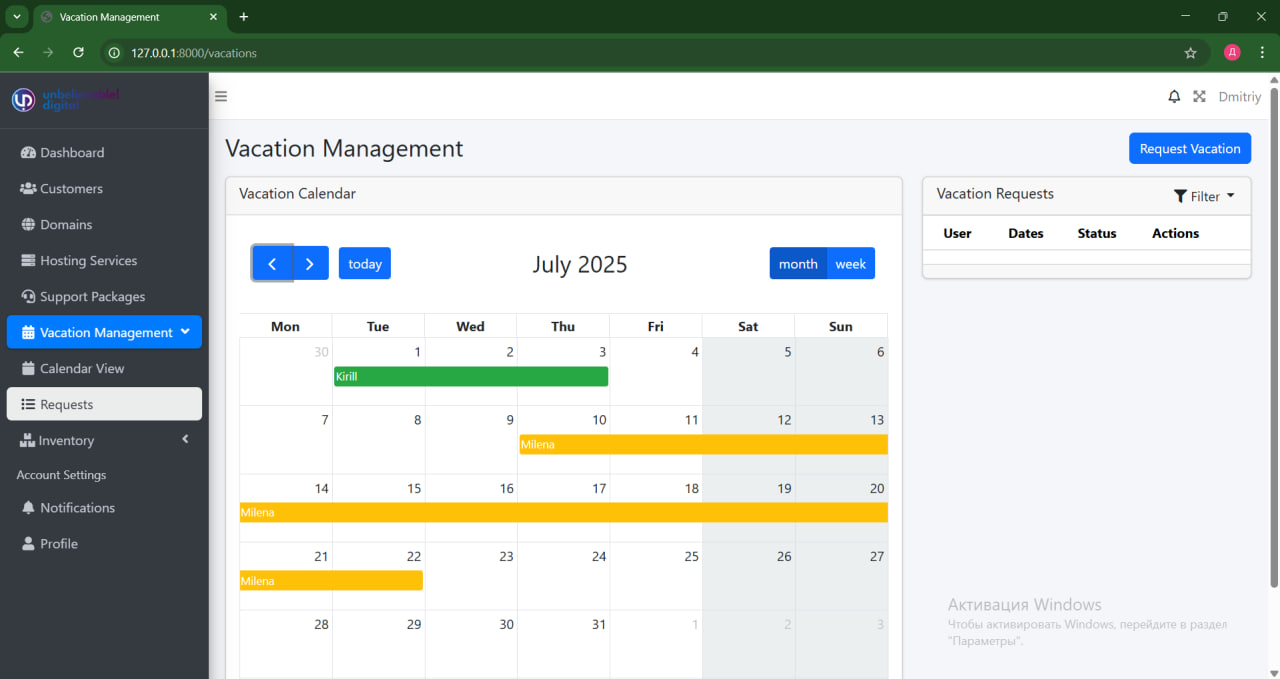 Vacation Management
127.0.0.1:8000/vacations
Д
unbelievable!
digital
Dmitriy
Dashboard
Customers
Domains
Hosting Services
Support Packages
Vacation Management
Calendar View
Requests
Inventory
Account Settings
Notifications
Profile
Vacation Management
Request Vacation
Vacation Calendar
today
July 2025
month week
Mon Tue Wed Thu Fri Sat Sun
30 1 2 3 4 5 6
Kirill
7 8 9 10 11 12 13
Milena
14 15 16 17 18 19 20
Milena
21 22 23 24 25 26 27
Milena
28 29 30 31 1 2 3
Vacation Requests
Filter
User Dates Status Actions
Активация Windows
Чтобы активировать Windows, перейдите в раздел
"Параметры".